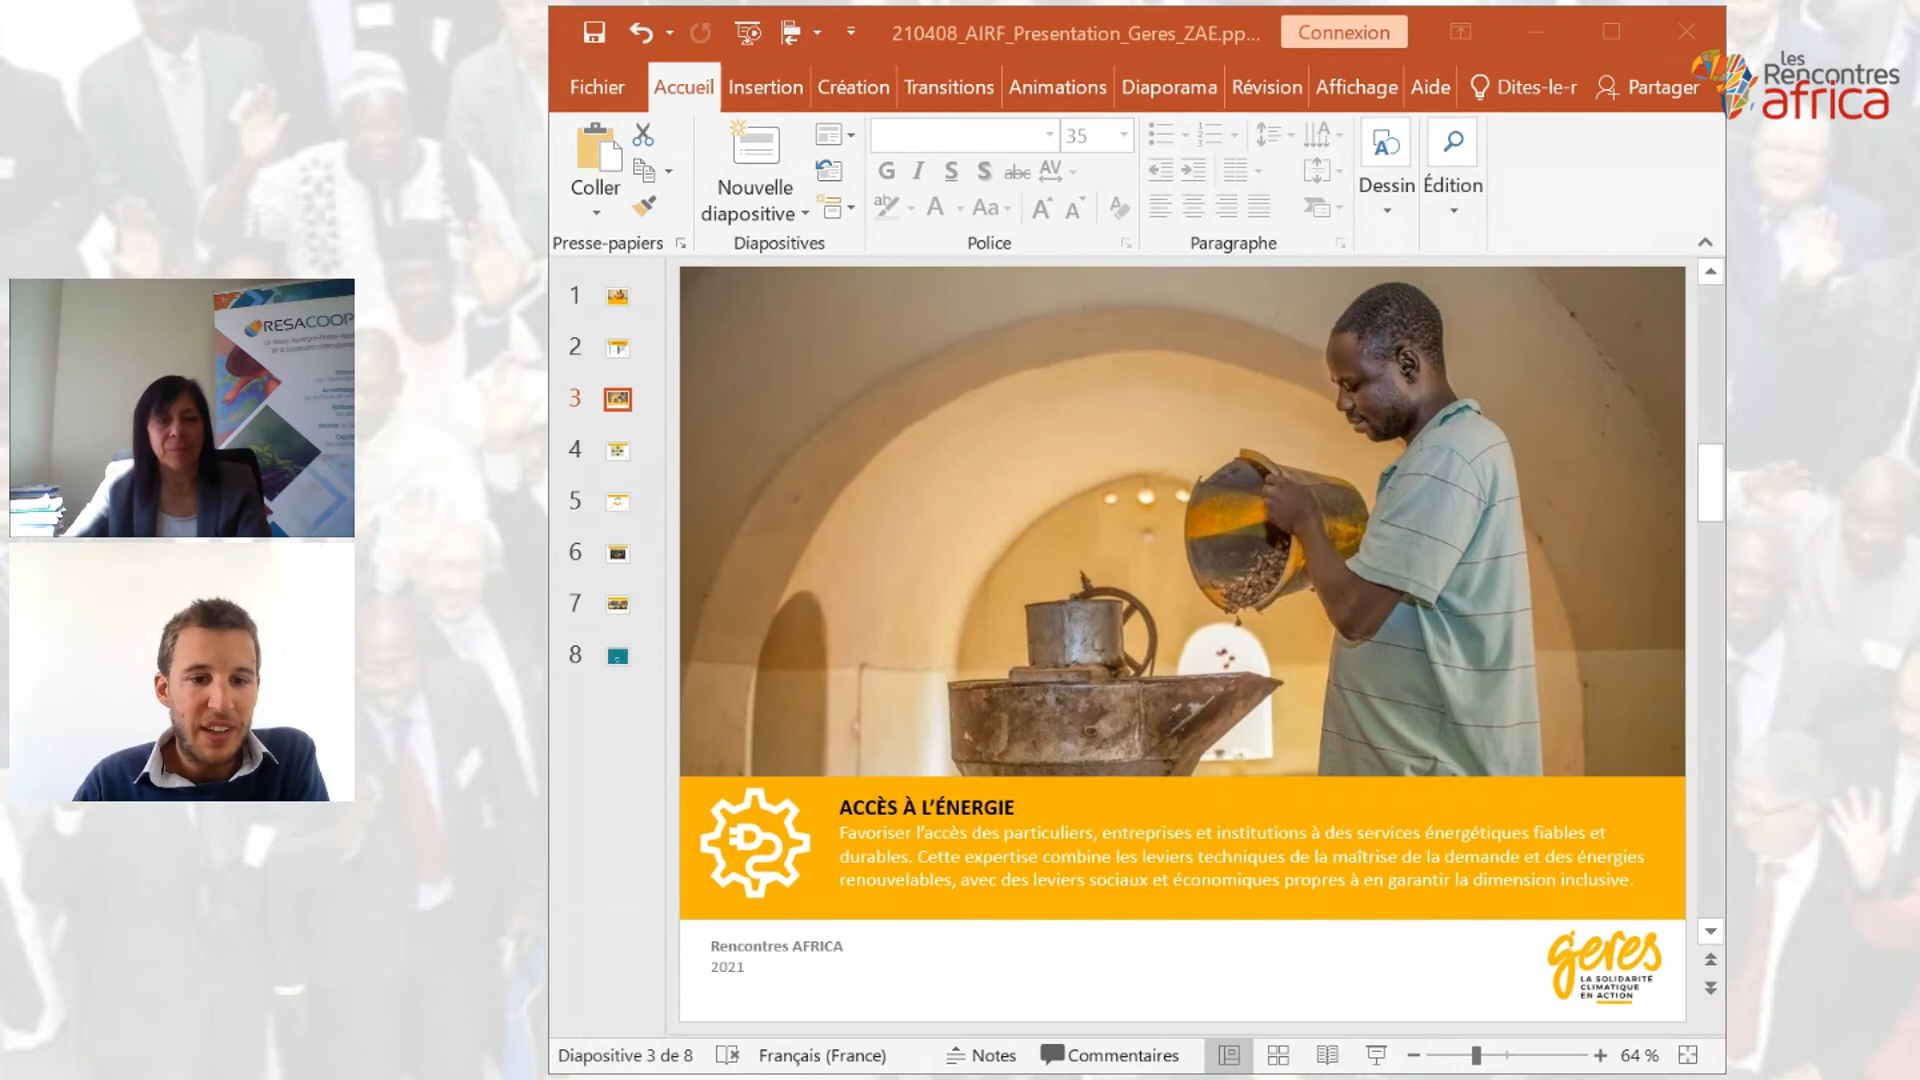 210408_AIRF_Presentation_Geres_ZAE.pp...
Connexion
Fichier
Accueil
Insertion
Création
Transitions
Animations
Diaporama
Révision
Affichage
Aide
Dites-le-r
Partager
les
Rencontres
africa
35
Coller
Nouvelle
diapositive
G I S S abc AV
A Aa A A A
Dessin
Édition
Presse-papiers
Diapositives
Police
Paragraphe
1
2
3
4
5
6
7
8
RESACOOP
ACCÈS À L'ÉNERGIE
Favoriser l'accès des particuliers, entreprises et institutions à des services énergétiques fiables et
durables. Cette expertise combine les leviers techniques de la maîtrise de la demande et des énergies
renouvelables, avec des leviers sociaux et économiques propres à en garantir la dimension inclusive.
Rencontres AFRICA
2021
geres
LA SOLIDARITÉ
CLIMATIQUE
EN ACTION
Diapositive 3 de 8
Français (France)
Notes
Commentaires
64 %